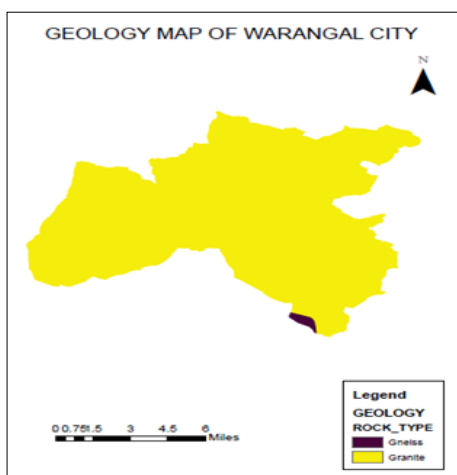 GEOLOGY MAP OF WARANGAL CITY
N
0 0.75 1.5 3 4.5 6
Miles
Legend
GEOLOGY
ROCK_TYPE
Gneiss
Granite